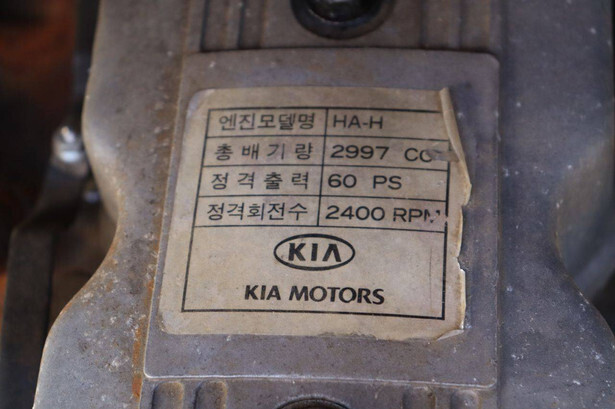 엔진모델명 HA-H
총배기량 2997 CC
정격출력 60 PS
정격회전수 2400 RPM
KIA
KIA MOTORS